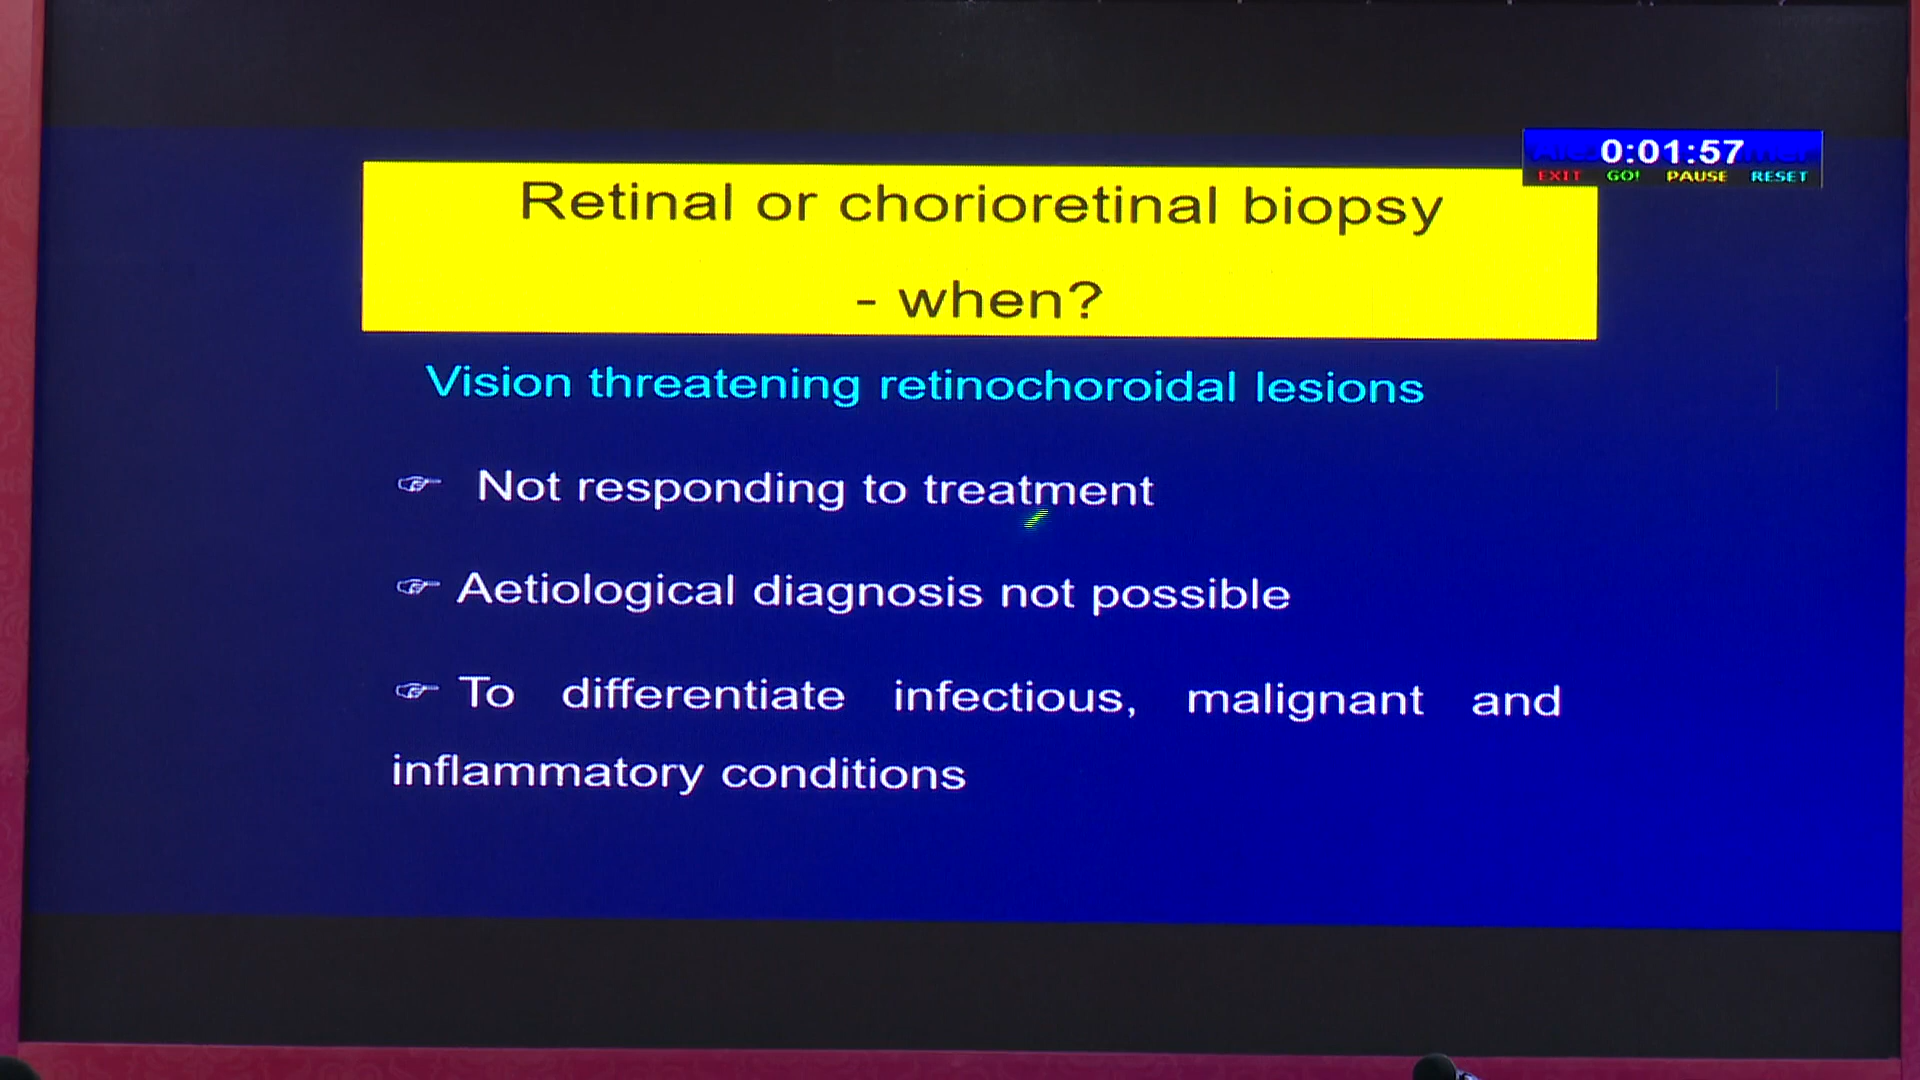 0:01:57
EXIT GO! PAUSE RESET
Retinal or chorioretinal biopsy
- when?
Vision threatening retinochoroidal lesions
☞ Not responding to treatment
☞ Aetiological diagnosis not possible
☞ To differentiate infectious, malignant and
inflammatory conditions